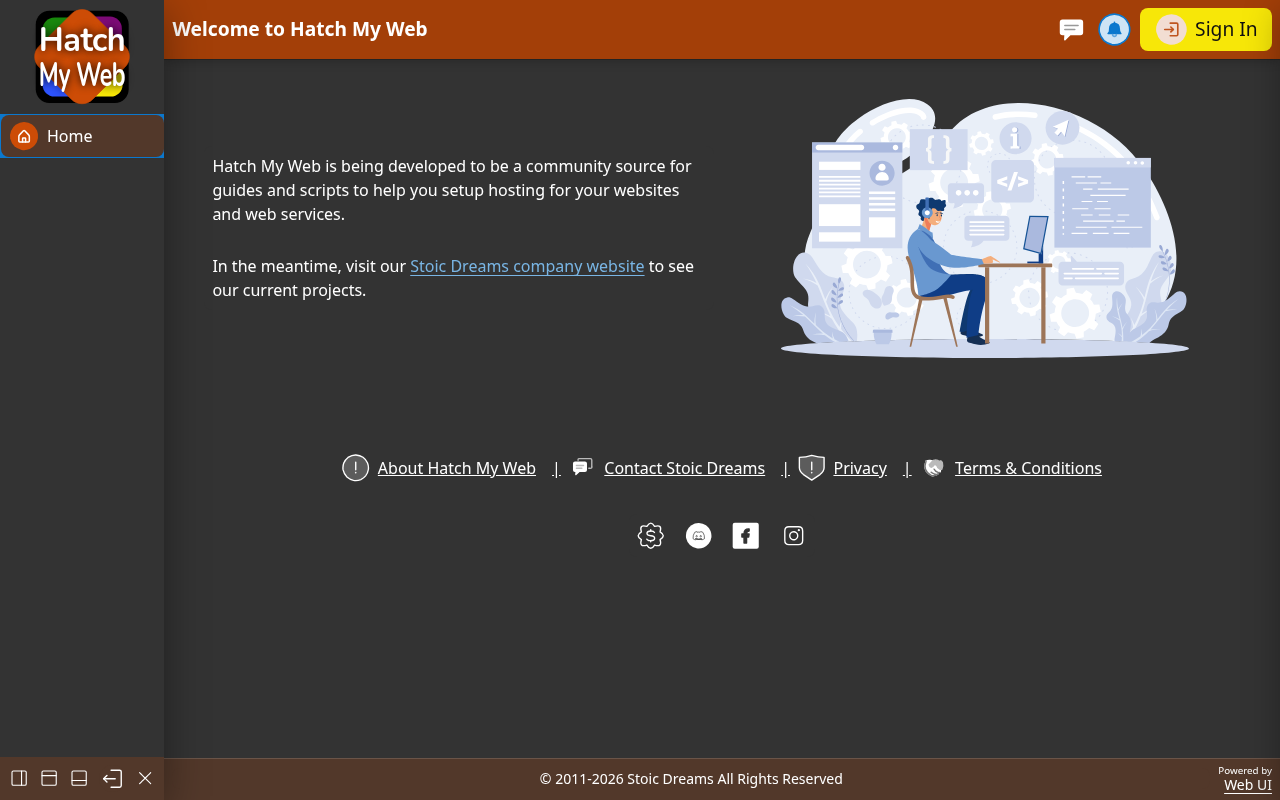 Hatch
My Web
Welcome to Hatch My Web
Sign In
Home
Hatch My Web is being developed to be a community source for
guides and scripts to help you setup hosting for your websites
and web services.
In the meantime, visit our Stoic Dreams company website to see
our current projects.
{ }
i
</>
About Hatch My Web | Contact Stoic Dreams | Privacy | Terms & Conditions
© 2011-2026 Stoic Dreams All Rights Reserved
Powered by
Web UI